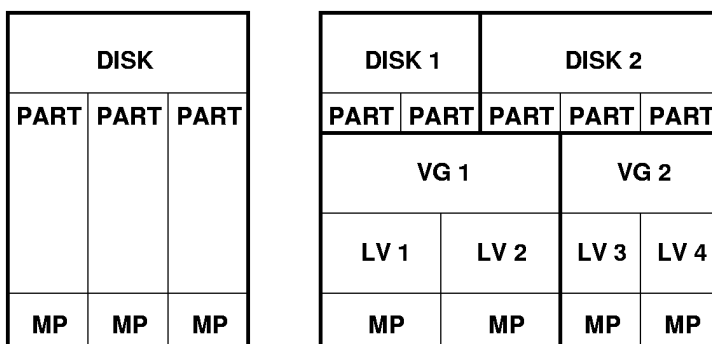 DISK
PART PART PART
MP MP MP
DISK 1 DISK 2
PART PART PART PART PART
VG 1 VG 2
LV 1 LV 2 LV 3 LV 4
MP MP MP MP